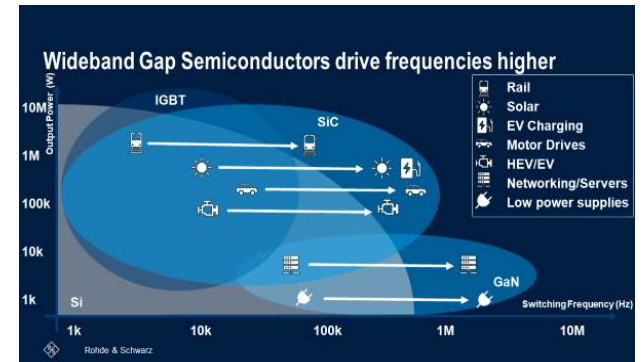 Wideband Gap Semiconductors drive frequencies higher
Output Power (W)
10M
1M
100k
10k
1k
IGBT
SiC
GaN
Si
Rail
Solar
EV Charging
Motor Drives
HEV/EV
Networking/Servers
Low power supplies
Switching Frequency (Hz)
1k 10k 100k 1M 10M
Rohde & Schwarz